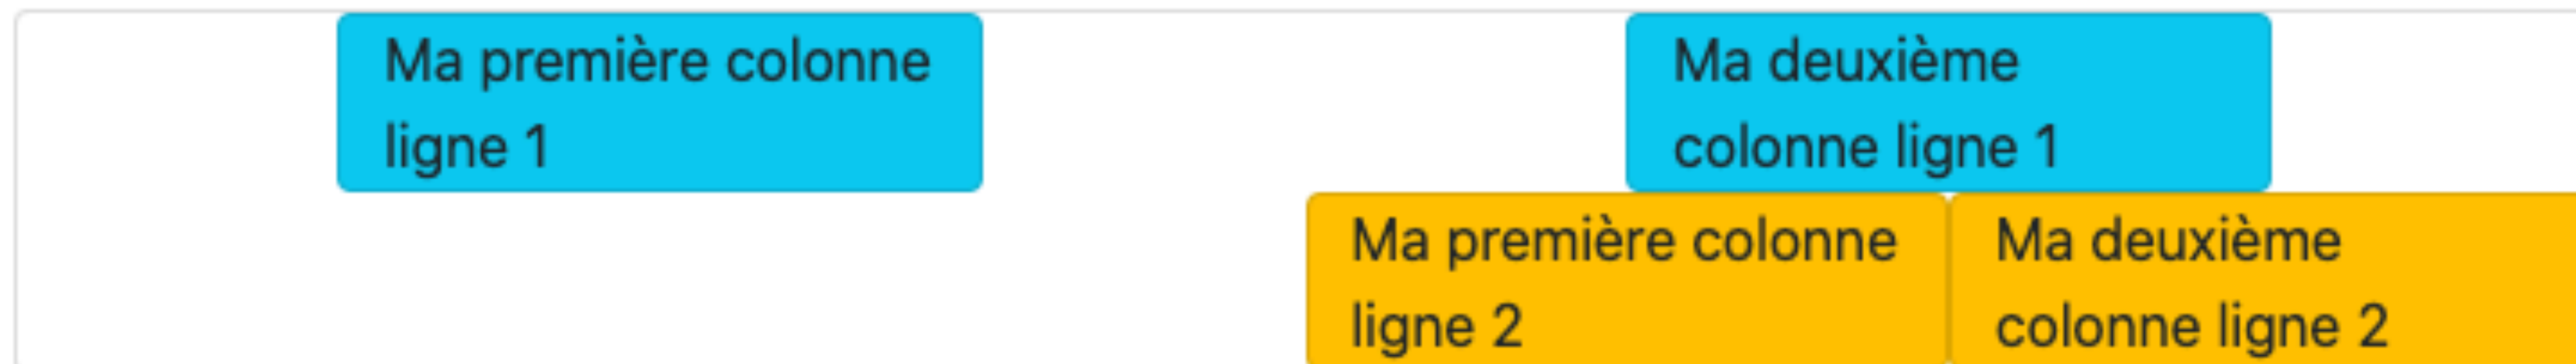 Ma première colonne
ligne 1
Ma deuxième
colonne ligne 1
Ma première colonne
ligne 2
Ma deuxième
colonne ligne 2